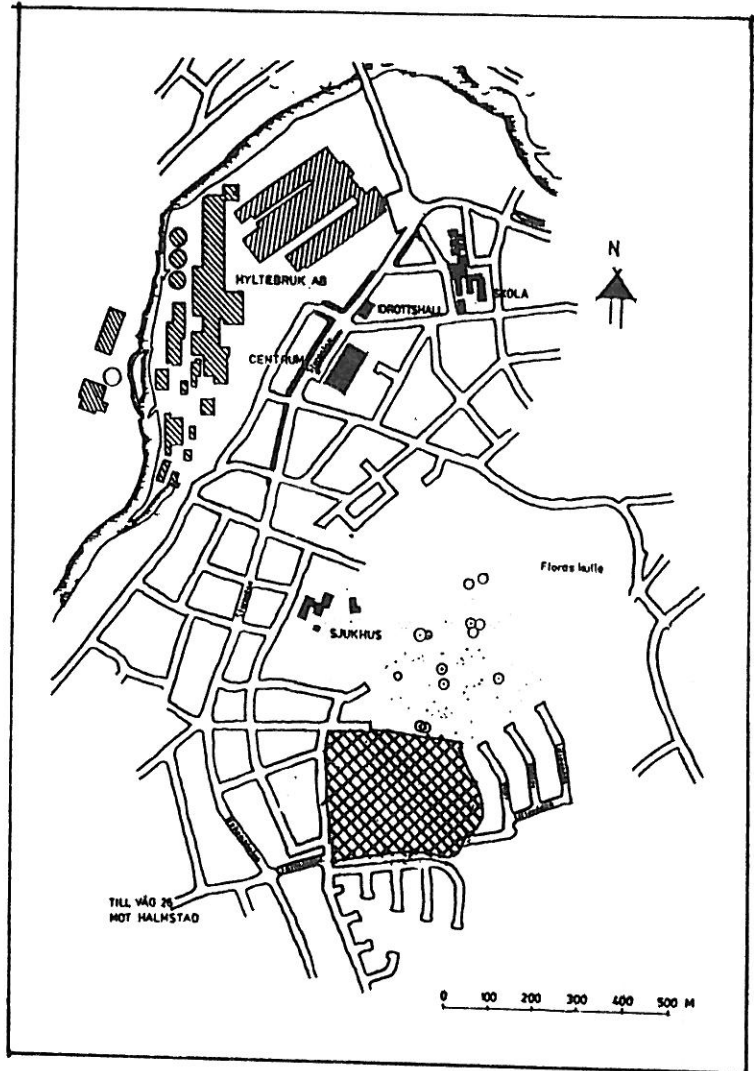 N
HYLTEBRUK AB
SKOLA
IDROTTSHALL
CENTRUM
Floras kulle
SJUKHUS
TILL VÄG 26
MOT HALMSTAD
0 100 200 300 400 500 M